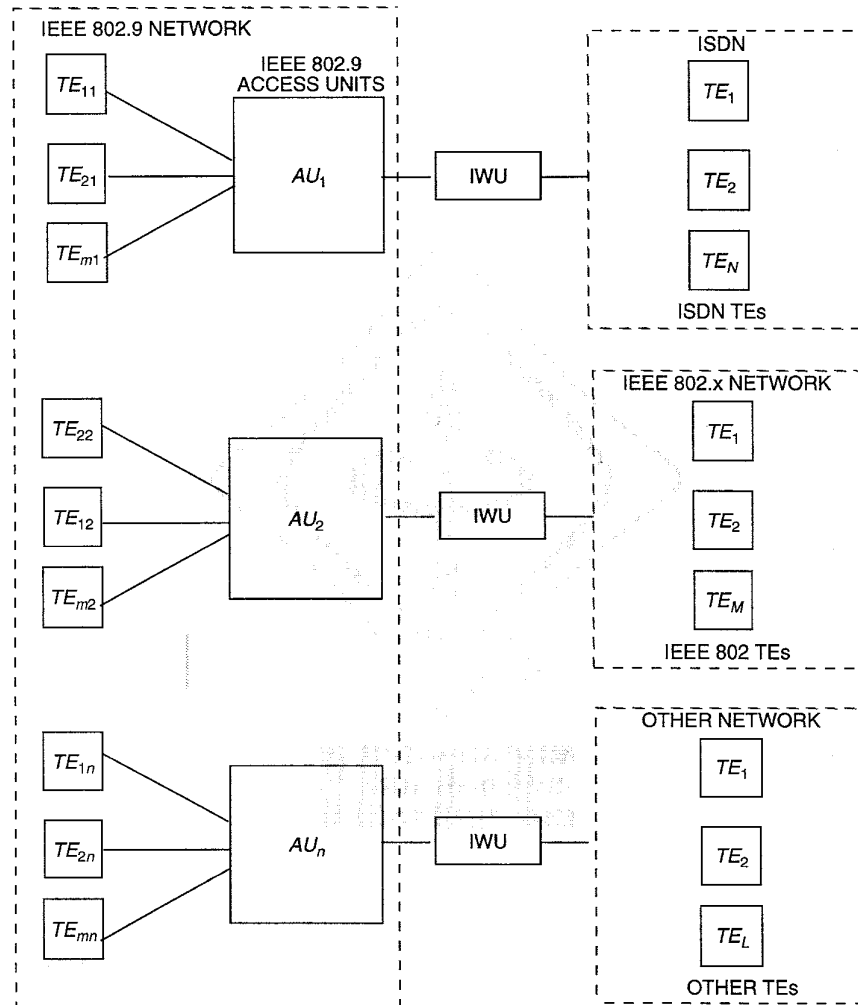 IEEE 802.9 NETWORK
IEEE 802.9
ACCESS UNITS
TE11
TE21
TEm1
AU1
IWU
ISDN
TE1
TE2
TEN
ISDN TEs
TE22
TE12
TEm2
AU2
IWU
IEEE 802.x NETWORK
TE1
TE2
TEM
IEEE 802 TEs
TE1n
TE2n
TEmn
AUn
IWU
OTHER NETWORK
TE1
TE2
TEL
OTHER TEs